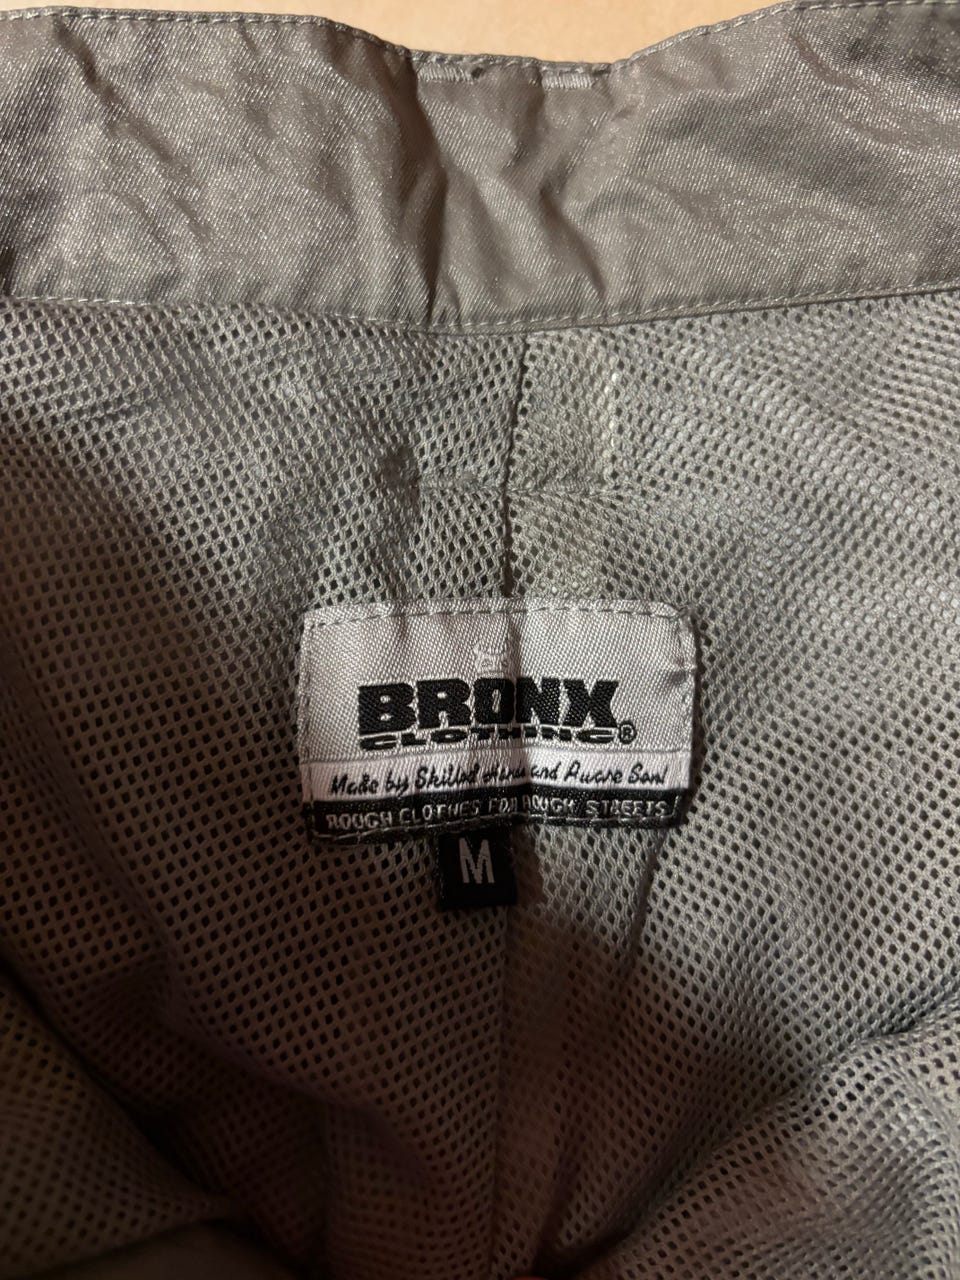 BRONX
CLOTHING®
Made by Skilled Hands and Aware Soul
ROUGH CLOTHES FOR ROUGH STREETS
M